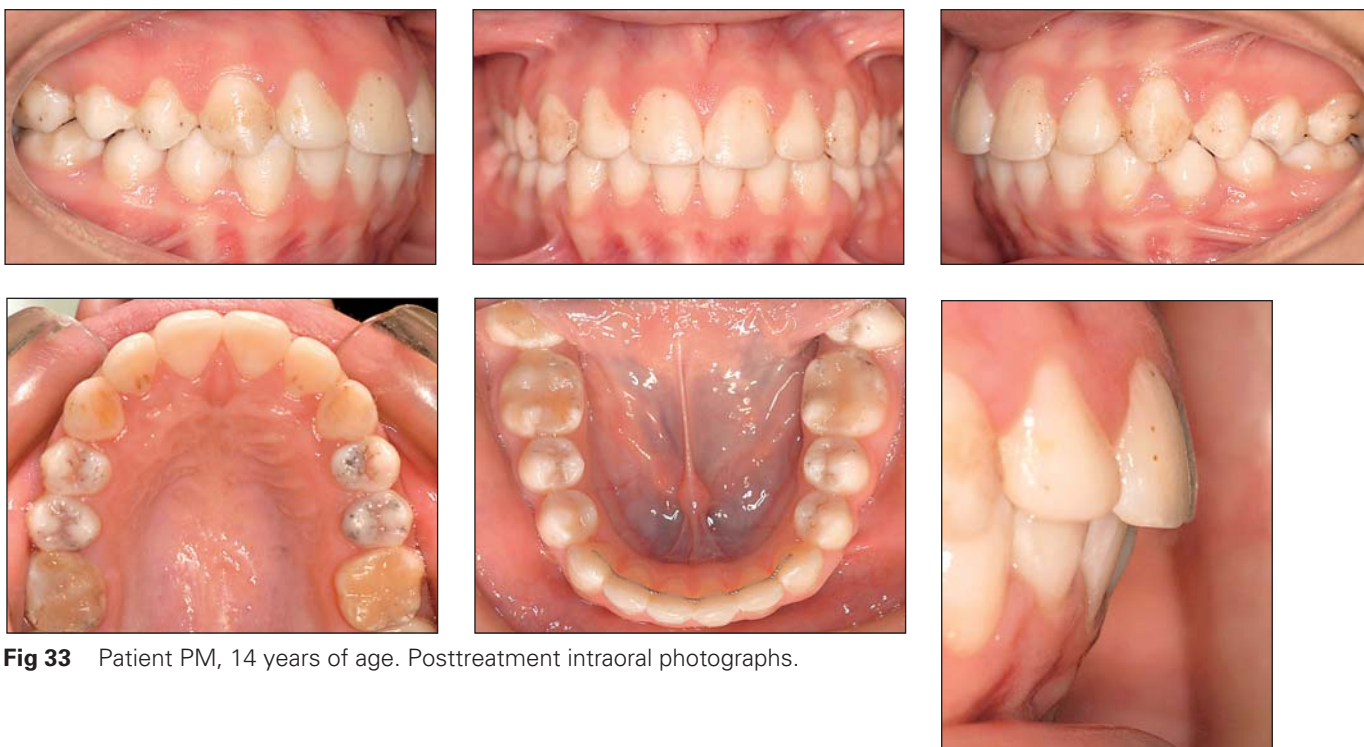 Fig 33 Patient PM, 14 years of age. Posttreatment intraoral photographs.